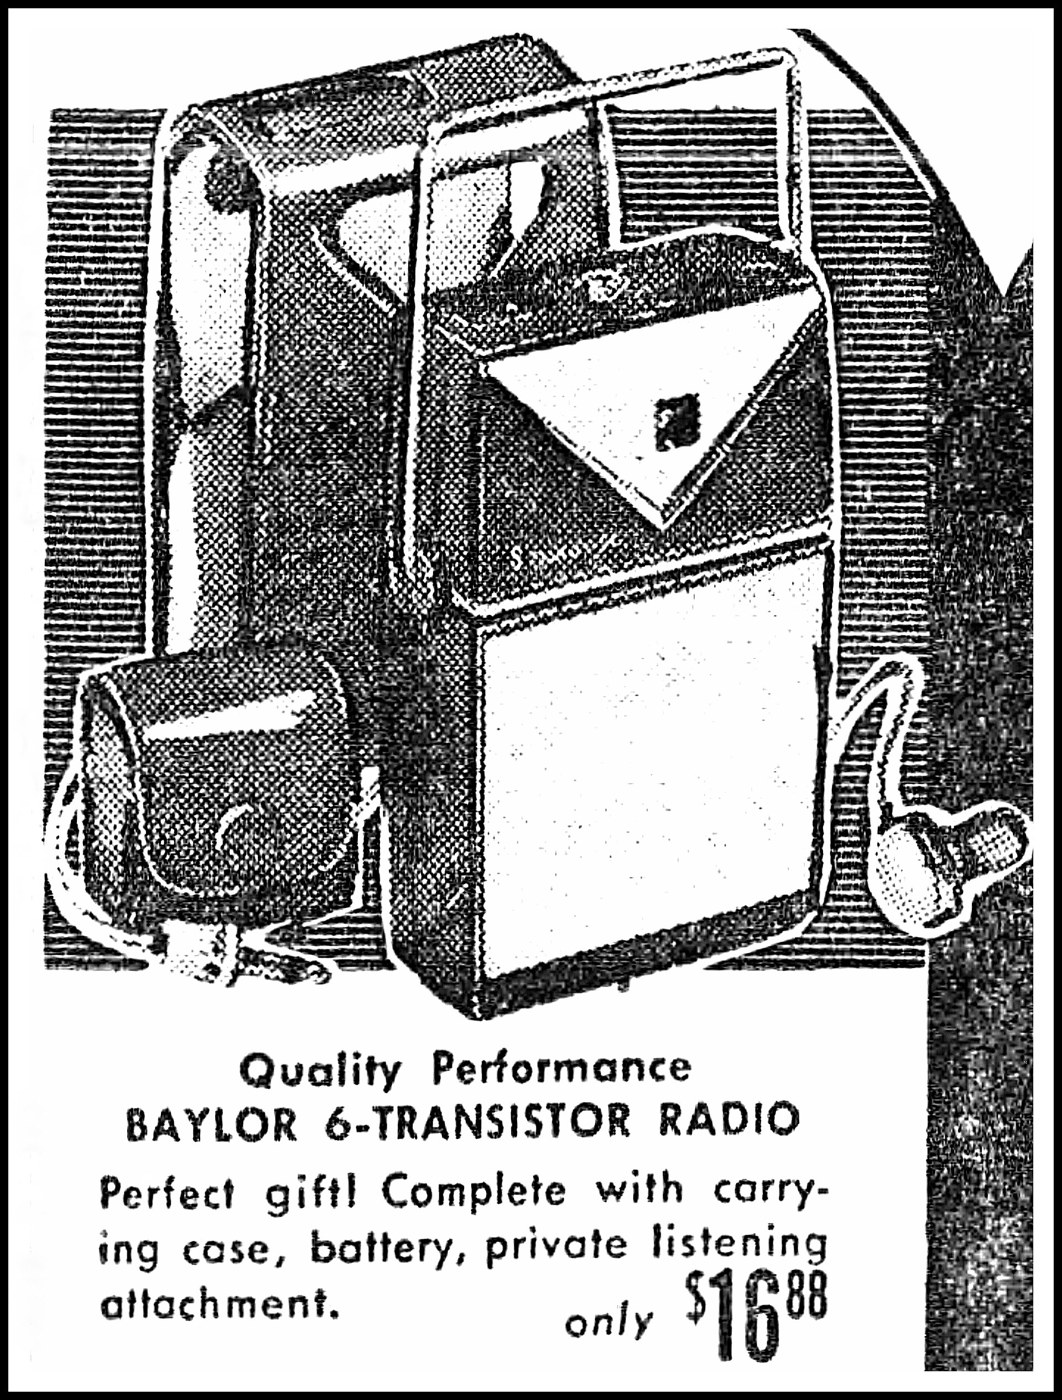 Quality Performance
BAYLOR 6-TRANSISTOR RADIO
Perfect gift! Complete with carry-
ing case, battery, private listening
attachment.
only $16 88